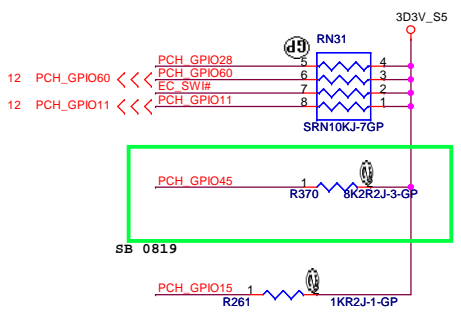 3D3V_S5
RN31
PCH_GPIO28 5 4
12 PCH_GPIO60 PCH_GPIO60 6 3
EC_SWI# 7 2
12 PCH_GPIO11 PCH_GPIO11 8 1
SRN10KJ-7GP
PCH_GPIO45 1 2
R370 8K2R2J-3-GP
SB 0819
PCH_GPIO15 1 2
R261 1KR2J-1-GP